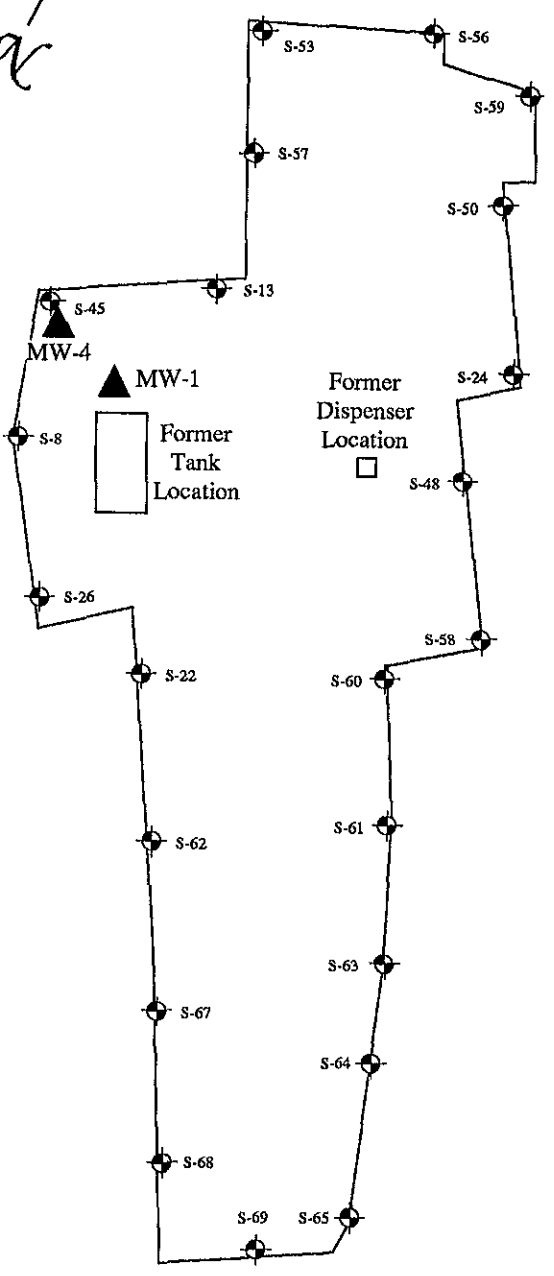 S-53
S-56
S-59
S-57
S-50
S-13
S-45
MW-4
MW-1
S-24
Former
Dispenser
Location
S-8
Former
Tank
Location
S-48
S-26
S-58
S-22
S-60
S-61
S-62
S-63
S-67
S-64
S-68
S-69
S-65